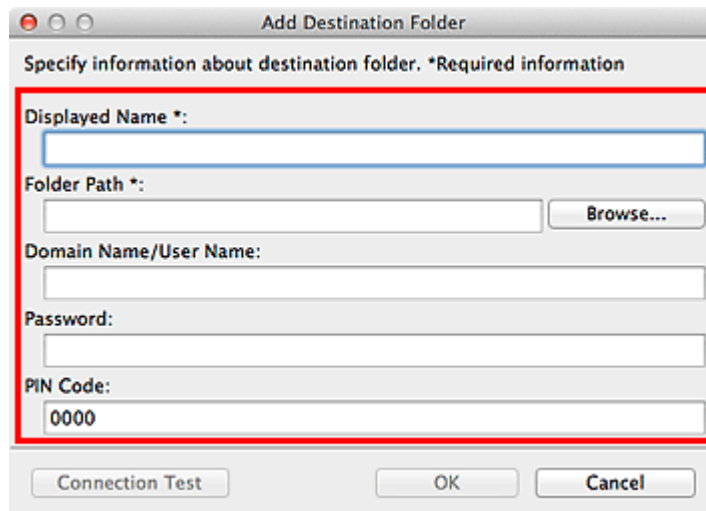 Add Destination Folder
Specify information about destination folder. *Required information
Displayed Name *:
Folder Path *:
Browse...
Domain Name/User Name:
Password:
PIN Code:
0000
Connection Test
OK
Cancel